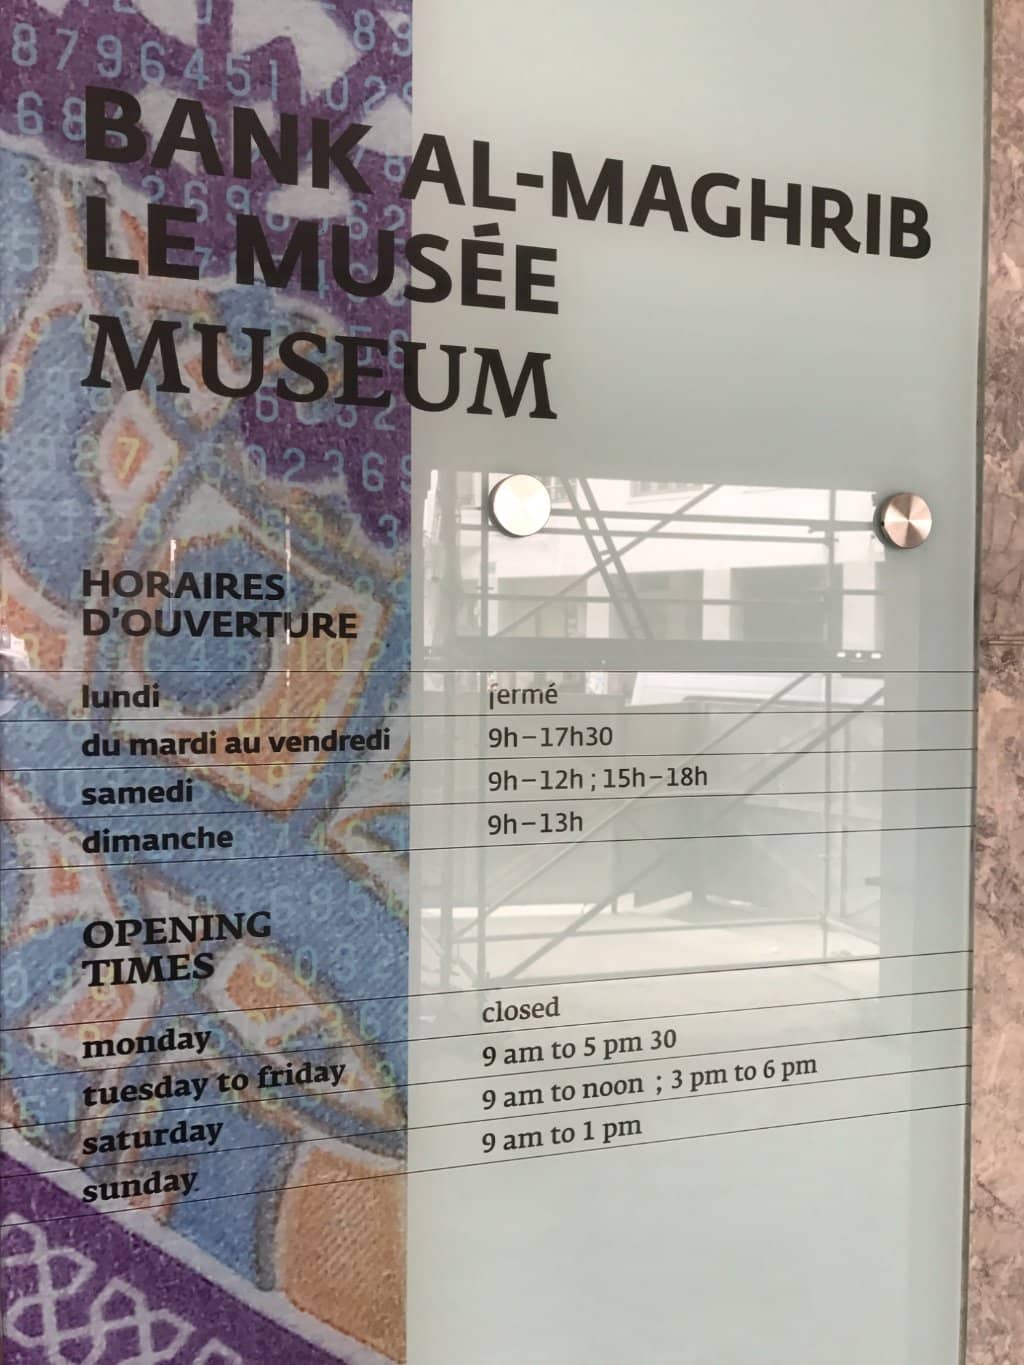 BANK AL-MAGHRIB
LE MUSÉE
MUSEUM
HORAIRES
D'OUVERTURE
lundi fermé
du mardi au vendredi 9h–17h30
samedi 9h–12h ; 15h–18h
dimanche 9h–13h
OPENING
TIMES
monday closed
tuesday to friday 9 am to 5 pm 30
saturday 9 am to noon ; 3 pm to 6 pm
sunday 9 am to 1 pm